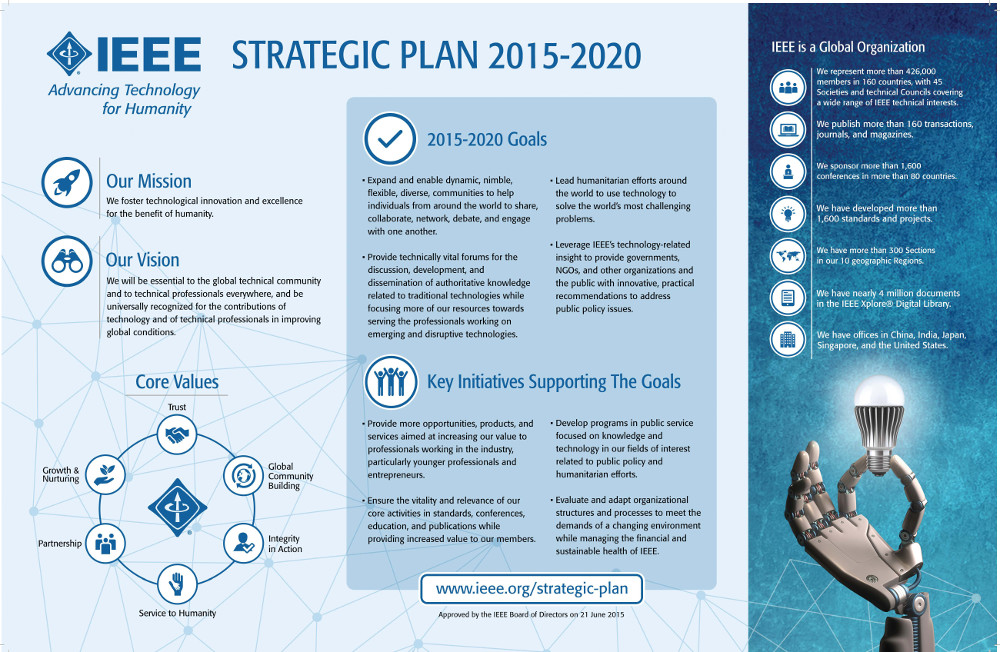 IEEE
Advancing Technology
for Humanity
STRATEGIC PLAN 2015-2020
Our Mission
We foster technological innovation and excellence
for the benefit of humanity.
Our Vision
We will be essential to the global technical community
and to technical professionals everywhere, and be
universally recognized for the contributions of
technology and of technical professionals in improving
global conditions.
Core Values
Trust
Global
Community
Building
Integrity
in Action
Service to Humanity
Partnership
Growth &
Nurturing
2015-2020 Goals
• Expand and enable dynamic, nimble,
flexible, diverse, communities to help
individuals from around the world to share,
collaborate, network, debate, and engage
with one another.
• Provide technically vital forums for the
discussion, development, and
dissemination of authoritative knowledge
related to traditional technologies while
focusing more of our resources towards
serving the professionals working on
emerging and disruptive technologies.
• Lead humanitarian efforts around
the world to use technology to
solve the world's most challenging
problems.
• Leverage IEEE's technology-related
insight to provide governments,
NGOs, and other organizations and
the public with innovative, practical
recommendations to address
public policy issues.
Key Initiatives Supporting The Goals
• Provide more opportunities, products, and
services aimed at increasing our value to
professionals working in the industry,
particularly younger professionals and
entrepreneurs.
• Ensure the vitality and relevance of our
core activities in standards, conferences,
education, and publications while
providing increased value to our members.
• Develop programs in public service
focused on knowledge and
technology in our fields of interest
related to public policy and
humanitarian efforts.
• Evaluate and adapt organizational
structures and processes to meet the
demands of a changing environment
while managing the financial and
sustainable health of IEEE.
www.ieee.org/strategic-plan
Approved by the IEEE Board of Directors on 21 June 2015
IEEE is a Global Organization
We represent more than 426,000
members in 160 countries, with 45
Societies and technical Councils covering
a wide range of IEEE technical interests.
We publish more than 160 transactions,
journals, and magazines.
We sponsor more than 1,600
conferences in more than 80 countries.
We have developed more than
1,600 standards and projects.
We have more than 300 Sections
in our 10 geographic Regions.
We have nearly 4 million documents
in the IEEE Xplore® Digital Library.
We have offices in China, India, Japan,
Singapore, and the United States.